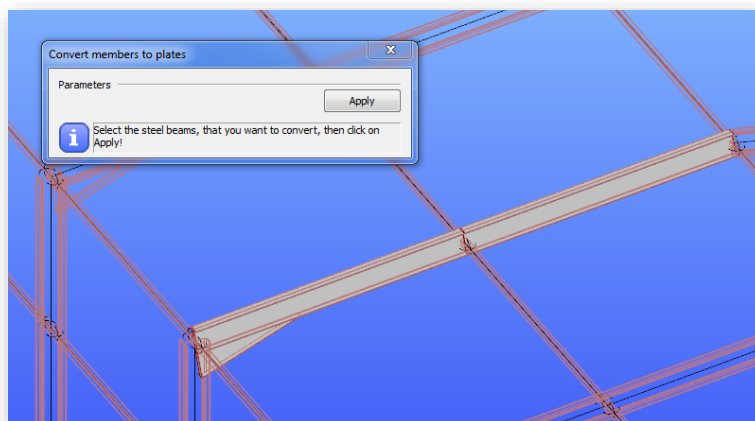 Convert members to plates
Parameters
Apply
Select the steel beams, that you want to convert, then click on
Apply!